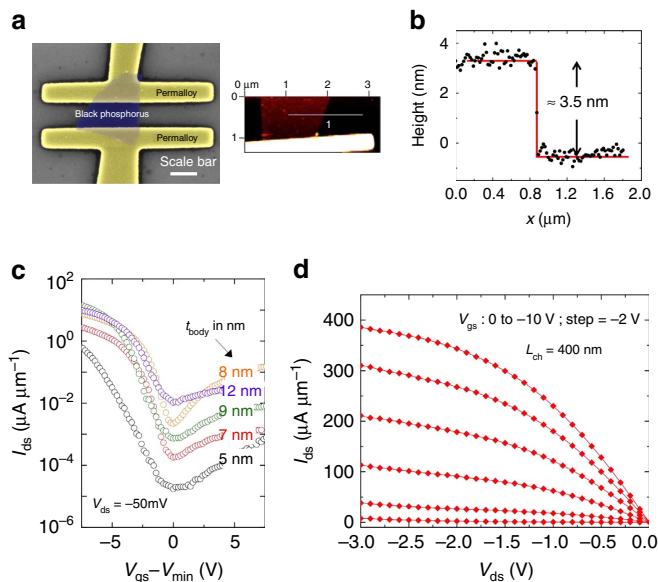 a
Permalloy
Black phosphorus
Permalloy
Scale bar
0 μm 1 2 3
0
1
1
b
Height (nm)
4
2
0
≈ 3.5 nm
0.0 0.4 0.8 1.2 1.6 2.0
x (μm)
c
Ids (μA μm−1)
10^2
10^0
10^−2
10^−4
10^−6
tbody in nm
8 nm
12 nm
9 nm
7 nm
5 nm
Vds = −50mV
−5 0 5
Vgs−Vmin (V)
d
Ids (μA μm−1)
400
300
200
100
0
Vgs : 0 to −10 V ; step = −2 V
Lch = 400 nm
−3.0 −2.5 −2.0 −1.5 −1.0 −0.5 0.0
Vds (V)